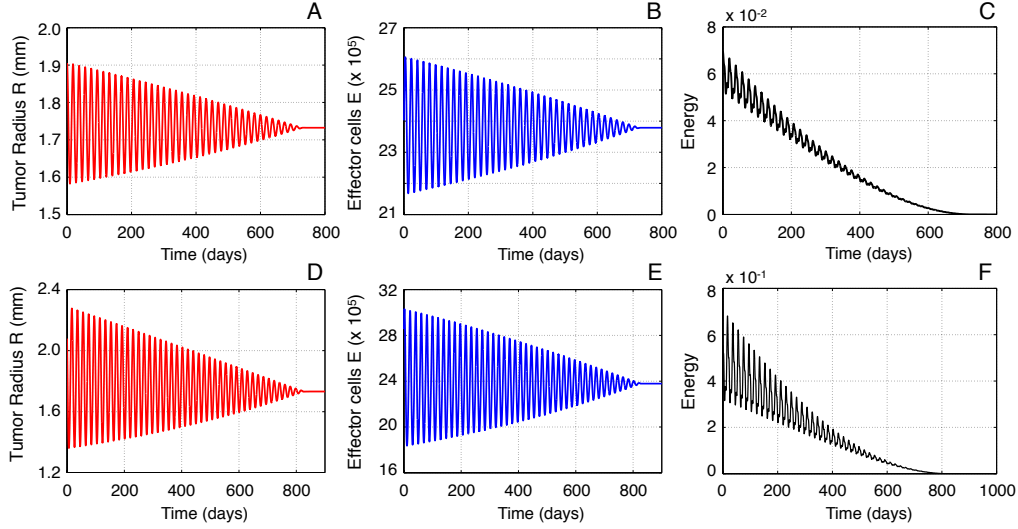 A
Tumor Radius R (mm)
2.0
1.9
1.8
1.7
1.6
1.5
0 200 400 600 800
Time (days)
B
Effector cells E (x 10⁵)
27
25
23
21
0 200 400 600 800
Time (days)
C
x 10⁻²
Energy
8
6
4
2
0
0 200 400 600 800
Time (days)
D
Tumor Radius R (mm)
2.4
2.0
1.6
1.2
0 200 400 600 800
Time (days)
E
Effector cells E (x 10⁵)
32
28
24
20
16
0 200 400 600 800
Time (days)
F
x 10⁻¹
Energy
8
6
4
2
0
0 200 400 600 800 1000
Time (days)